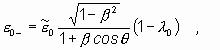 ε₀₋ = ε̃₀ √(1 - β²) / (1 + β cos θ) (1 - λ₀) ,